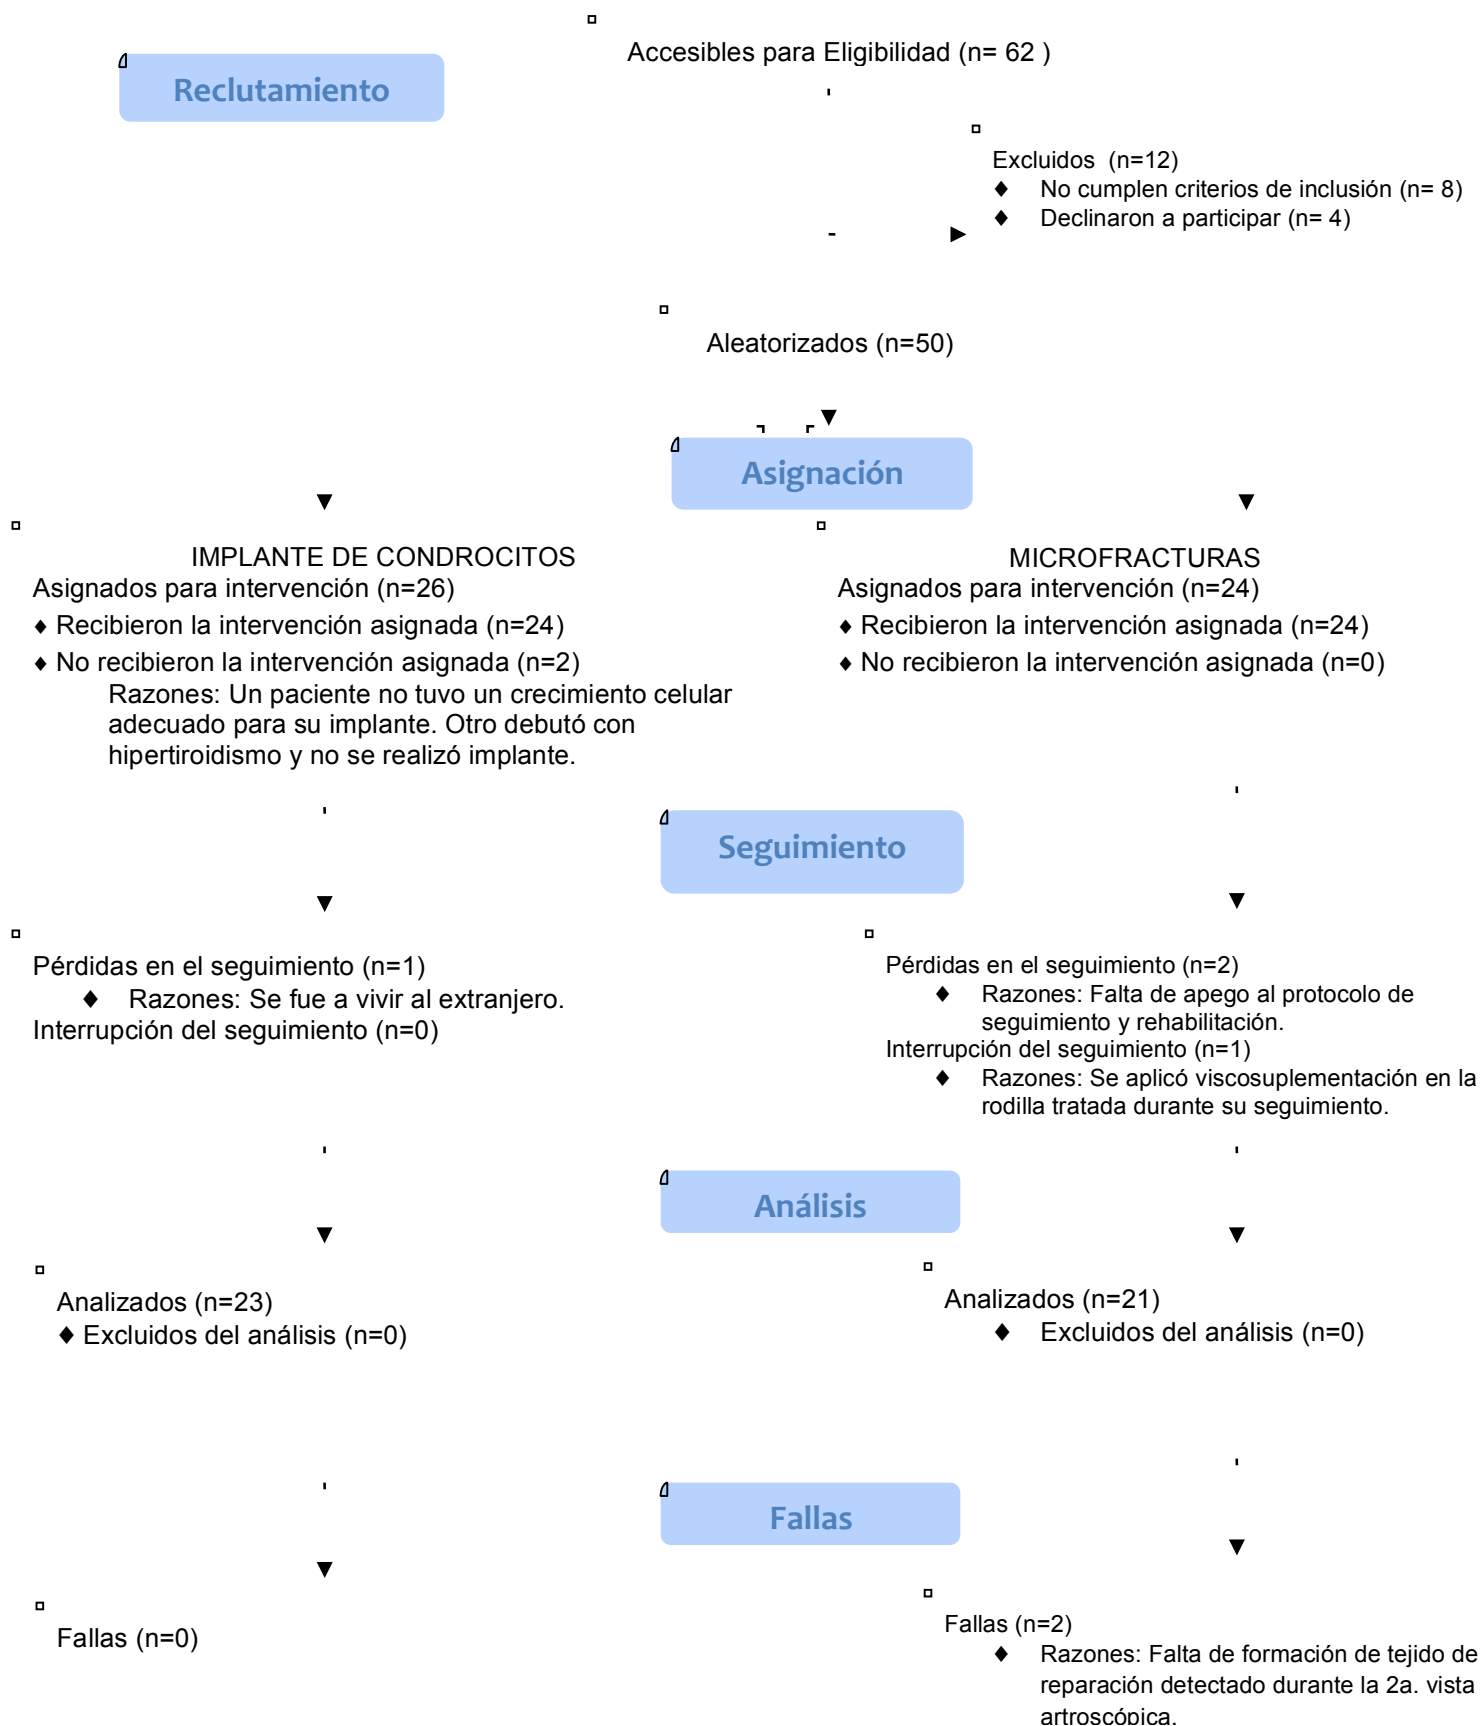 Reclutamiento
Accesibles para Eligibilidad (n= 62 )
Excluidos  (n=12)
♦ No cumplen criterios de inclusión (n= 8)
♦ Declinaron a participar (n= 4)
Aleatorizados (n=50)
Asignación
IMPLANTE DE CONDROCITOS
Asignados para intervención (n=26)
♦ Recibieron la intervención asignada (n=24)
♦ No recibieron la intervención asignada (n=2)
Razones: Un paciente no tuvo un crecimiento celular
adecuado para su implante. Otro debutó con
hipertiroidismo y no se realizó implante.
MICROFRACTURAS
Asignados para intervención (n=24)
♦ Recibieron la intervención asignada (n=24)
♦ No recibieron la intervención asignada (n=0)
Seguimiento
Pérdidas en el seguimiento (n=1)
♦ Razones: Se fue a vivir al extranjero.
Interrupción del seguimiento (n=0)
Pérdidas en el seguimiento (n=2)
♦ Razones: Falta de apego al protocolo de
seguimiento y rehabilitación.
Interrupción del seguimiento (n=1)
♦ Razones: Se aplicó viscosuplementación en la
rodilla tratada durante su seguimiento.
Análisis
Analizados (n=23)
♦ Excluidos del análisis (n=0)
Analizados (n=21)
♦ Excluidos del análisis (n=0)
Fallas
Fallas (n=0)
Fallas (n=2)
♦ Razones: Falta de formación de tejido de
reparación detectado durante la 2a. vista
artroscópica.